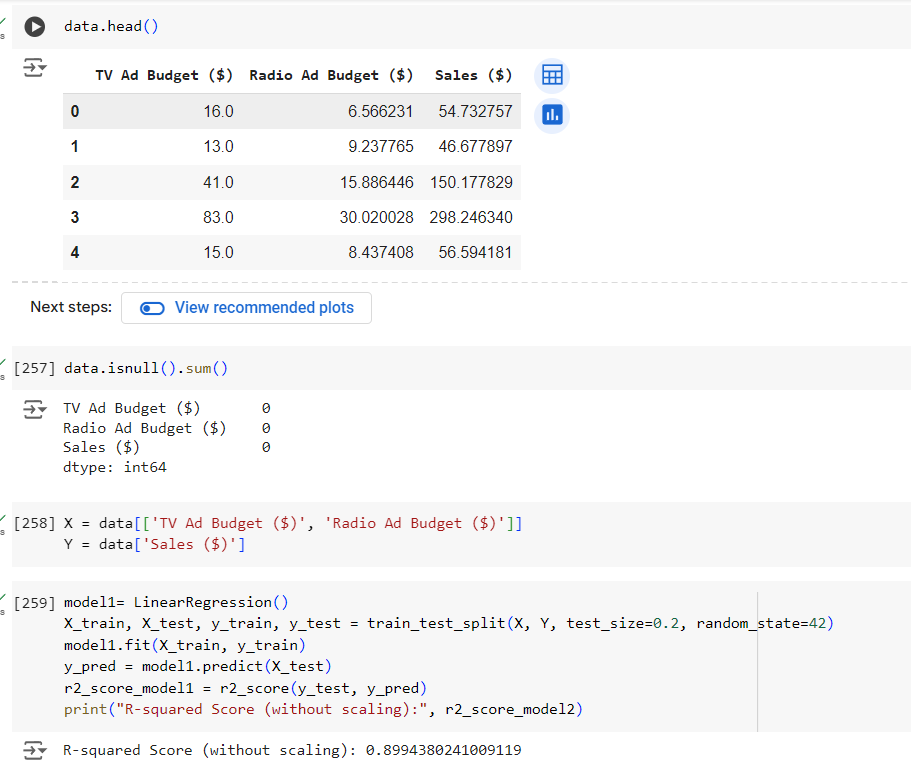 data.head()
TV Ad Budget ($) Radio Ad Budget ($) Sales ($)
0 16.0 6.566231 54.732757
1 13.0 9.237765 46.677897
2 41.0 15.886446 150.177829
3 83.0 30.020028 298.246340
4 15.0 8.437408 56.594181
Next steps: View recommended plots
[257] data.isnull().sum()
TV Ad Budget ($) 0
Radio Ad Budget ($) 0
Sales ($) 0
dtype: int64
[258] X = data[['TV Ad Budget ($)', 'Radio Ad Budget ($)']]
Y = data['Sales ($)']
[259] model1= LinearRegression()
X_train, X_test, y_train, y_test = train_test_split(X, Y, test_size=0.2, random_state=42)
model1.fit(X_train, y_train)
y_pred = model1.predict(X_test)
r2_score_model1 = r2_score(y_test, y_pred)
print("R-squared Score (without scaling):", r2_score_model2)
R-squared Score (without scaling): 0.8994380241009119